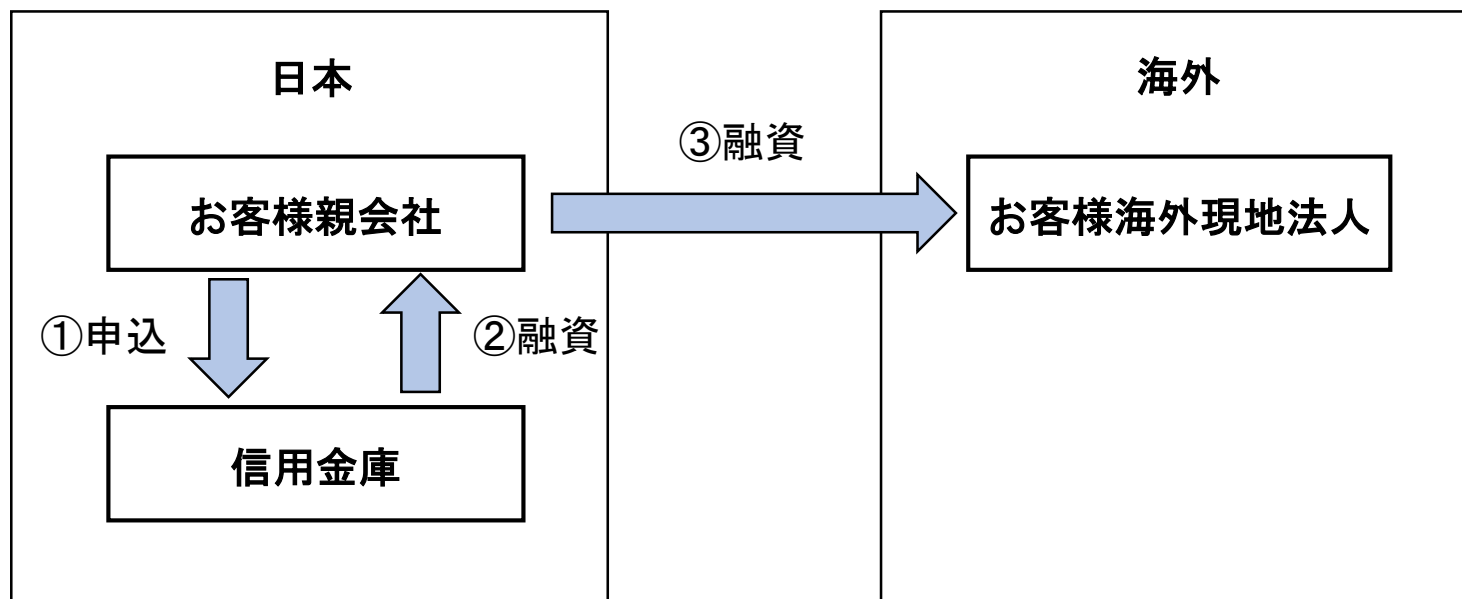 日本
海外
③融資
お客様親会社
お客様海外現地法人
①申込
②融資
信用金庫